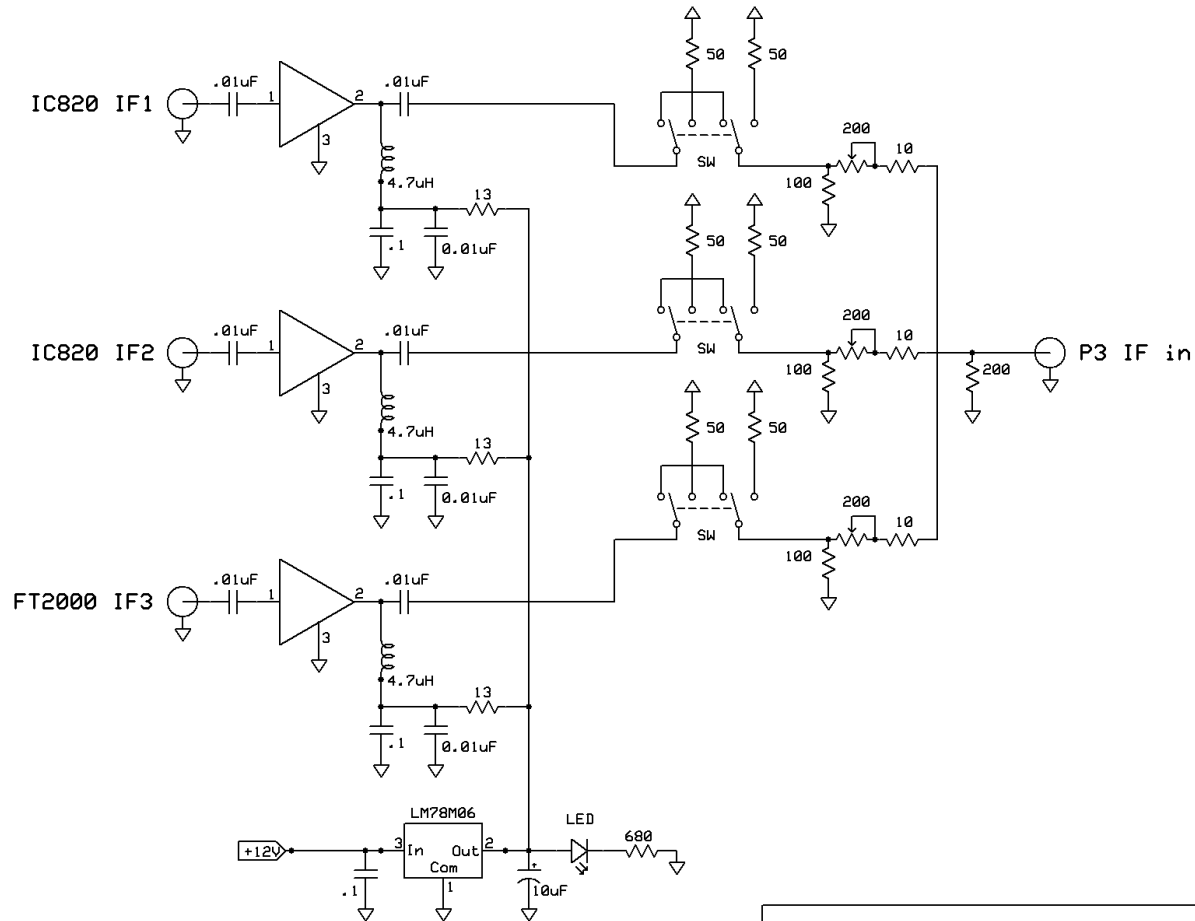 50
50
IC820 IF1
.01uF
1
2
.01uF
3
4.7uH
13
.1
0.01uF
SW
200
10
100
50
50
IC820 IF2
.01uF
1
2
.01uF
3
4.7uH
13
.1
0.01uF
SW
200
10
100
200
P3 IF in
50
50
FT2000 IF3
.01uF
1
2
.01uF
3
4.7uH
13
.1
0.01uF
SW
200
10
100
LM78M06
LED
680
+12V
3
In
Out
2
Com
1
.1
10uF
+